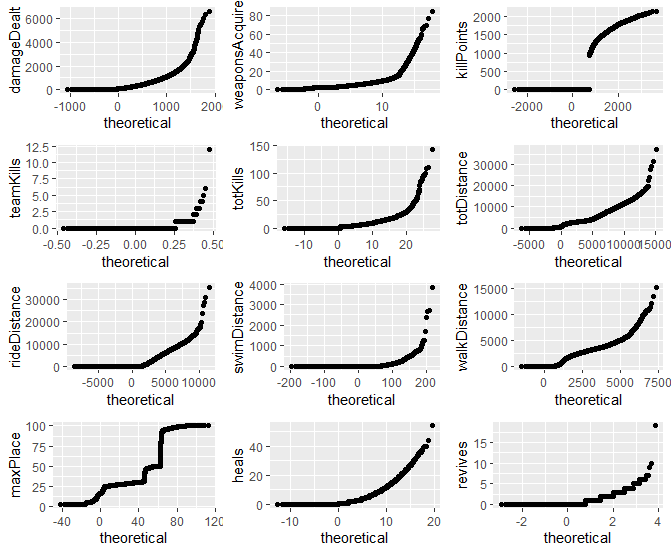 damageDealt
6000
4000
2000
0
-1000 0 1000 200
theoretical
weaponsAcquire
80
60
40
20
0
0 10
theoretical
killPoints
2000
1500
1000
500
0
-2000 0 2000
theoretical
teamKills
12.5
10.0
7.5
5.0
2.5
0.0
-0.50 -0.25 0.00 0.25 0.50
theoretical
totKills
150
100
50
0
-10 0 10 20
theoretical
totDistance
30000
20000
10000
0
-5000 0 5000 10000 15000
theoretical
rideDistance
30000
20000
10000
0
-5000 0 5000 10000
theoretical
swimDistance
4000
3000
2000
1000
0
-200 -100 0 100 200
theoretical
walkDistance
15000
10000
5000
0
0 2500 5000 7500
theoretical
maxPlace
100
75
50
25
0
-40 0 40 80 120
theoretical
heals
40
20
0
-10 0 10 20
theoretical
revives
15
10
5
0
-2 0 2 4
theoretical